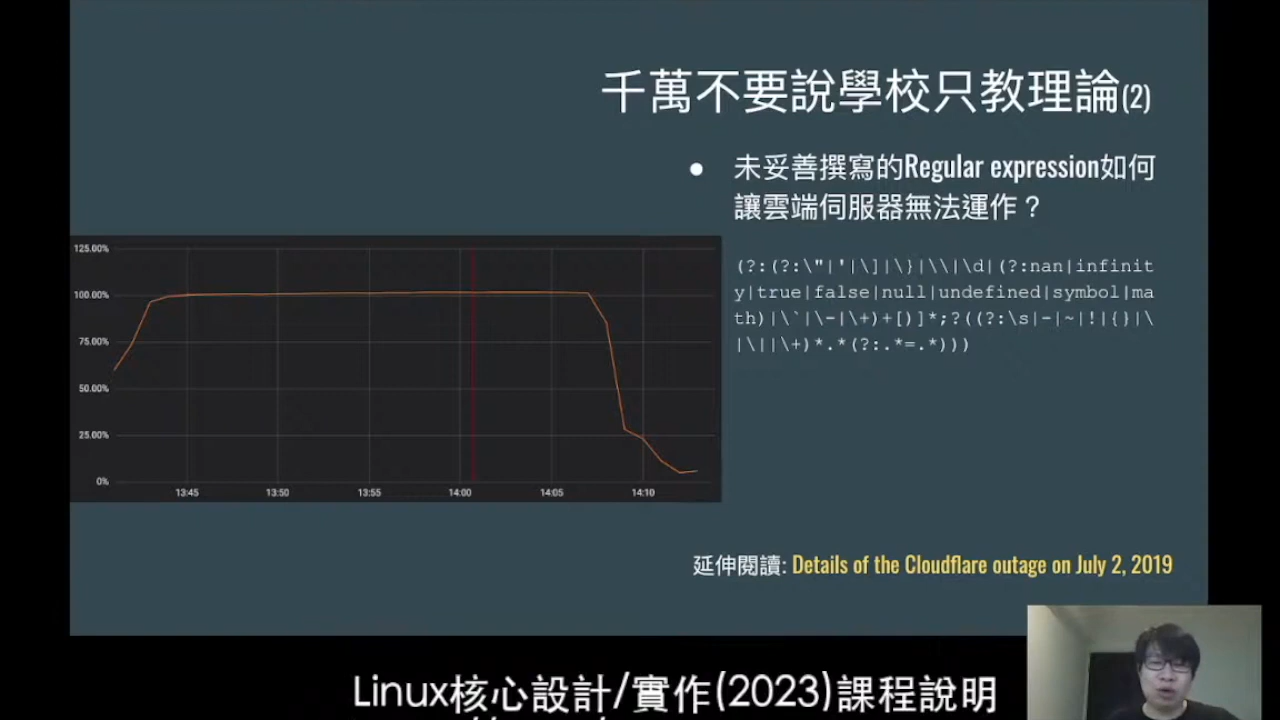 千萬不要說學校只教理論(2)
● 未妥善撰寫的Regular expression如何
讓雲端伺服器無法運作？
(?:(?:\"|'|\]|\}|\\|\d|(?:nan|infinit
y|true|false|null|undefined|symbol|ma
th)|\`|\-|\+)+[)]*;?((?:\s|-|~|!|{}|\
|\||\+)*.*(?:.*=.*)))
125.00%
100.00%
75.00%
50.00%
25.00%
0%
13:45 13:50 13:55 14:00 14:05 14:10
延伸閱讀: Details of the Cloudflare outage on July 2, 2019
Linux核心設計/實作(2023)課程說明